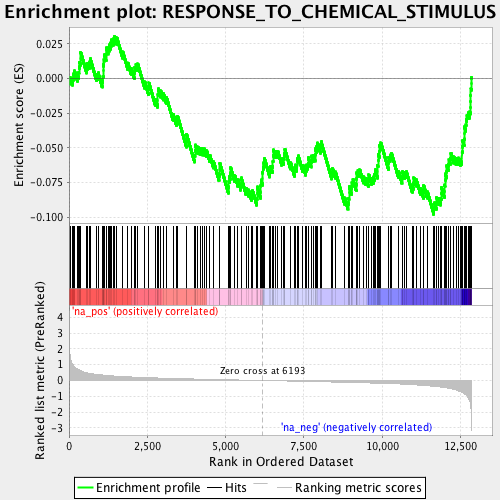 Enrichment plot: RESPONSE_TO_CHEMICAL_STIMULUS
Enrichment score (ES)
0.025
0.000
-0.025
-0.050
-0.075
-0.100
'na_pos' (positively correlated)
Ranked list metric (PreRanked)
4
3
2
1
0
-1
-2
-3
Zero cross at 6193
'na_neg' (negatively correlated)
0
2,500
5,000
7,500
10,000
12,500
Rank in Ordered Dataset
Enrichment profile
Hits
Ranking metric scores